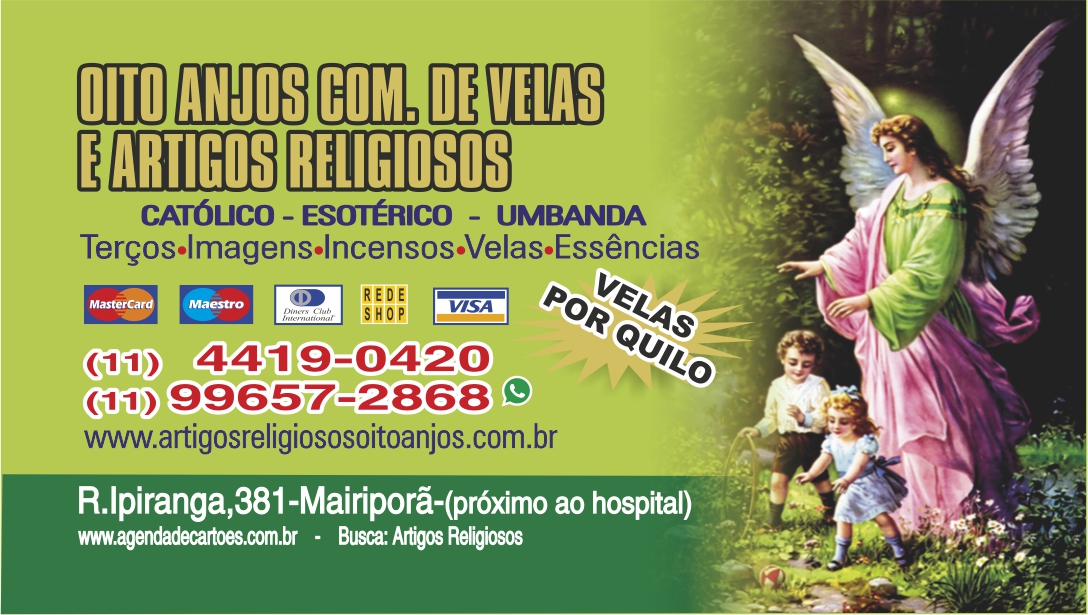 OITO ANJOS COM. DE VELAS
E ARTIGOS RELIGIOSOS
CATÓLICO - ESOTÉRICO - UMBANDA
Terços•Imagens•Incensos•Velas•Essências
MasterCard
Maestro
Diners Club
International
REDE
SHOP
VISA
VELAS
POR QUILO
(11) 4419-0420
(11) 99657-2868
www.artigosreligiosositoanjos.com.br
R.Ipiranga,381-Mairiporã-(próximo ao hospital)
www.agendadecartoes.com.br - Busca: Artigos Religiosos